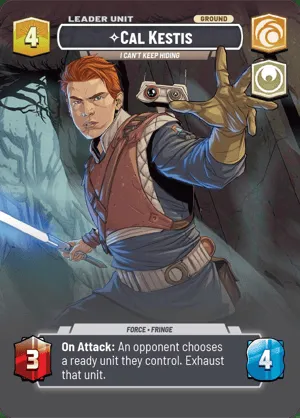 LEADER UNIT
GROUND
4
✧CAL KESTIS
I CAN'T KEEP HIDING
FORCE • FRINGE
3
On Attack: An opponent chooses
a ready unit they control. Exhaust
that unit.
4